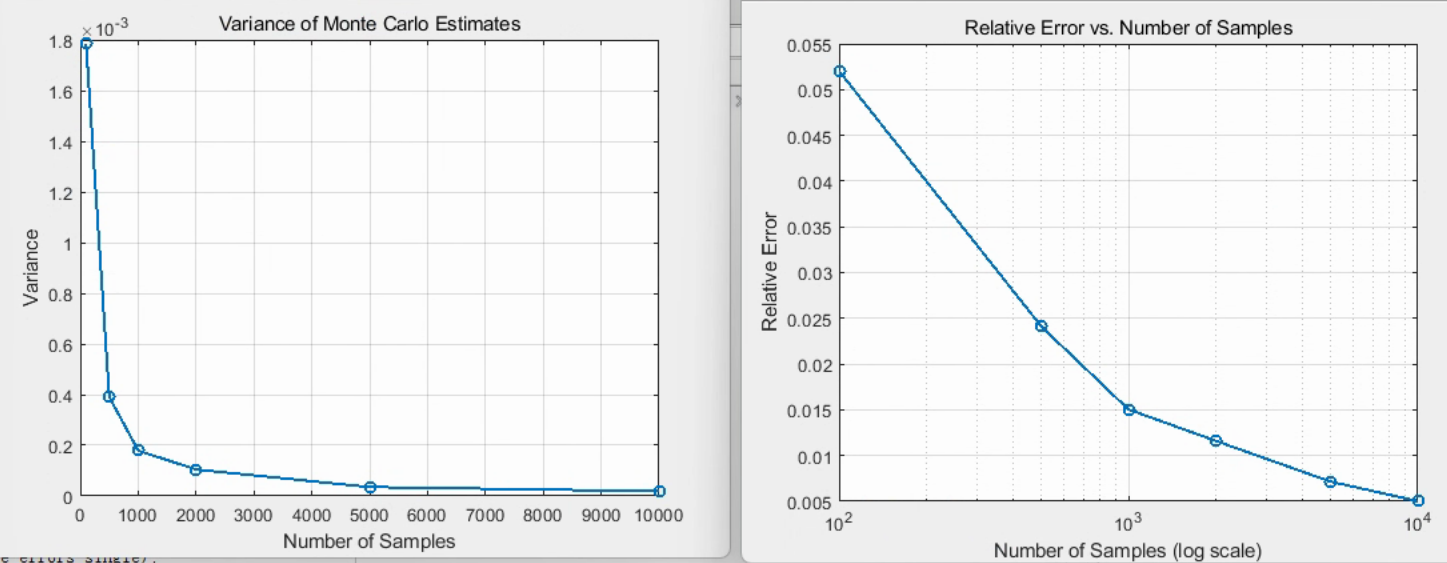 Variance of Monte Carlo Estimates
×10⁻³
1.8
1.6
1.4
1.2
1
0.8
0.6
0.4
0.2
0
Variance
0 1000 2000 3000 4000 5000 6000 7000 8000 9000 10000
Number of Samples
Relative Error vs. Number of Samples
0.055
0.05
0.045
0.04
0.035
0.03
0.025
0.02
0.015
0.01
0.005
Relative Error
10² 10³ 10⁴
Number of Samples (log scale)